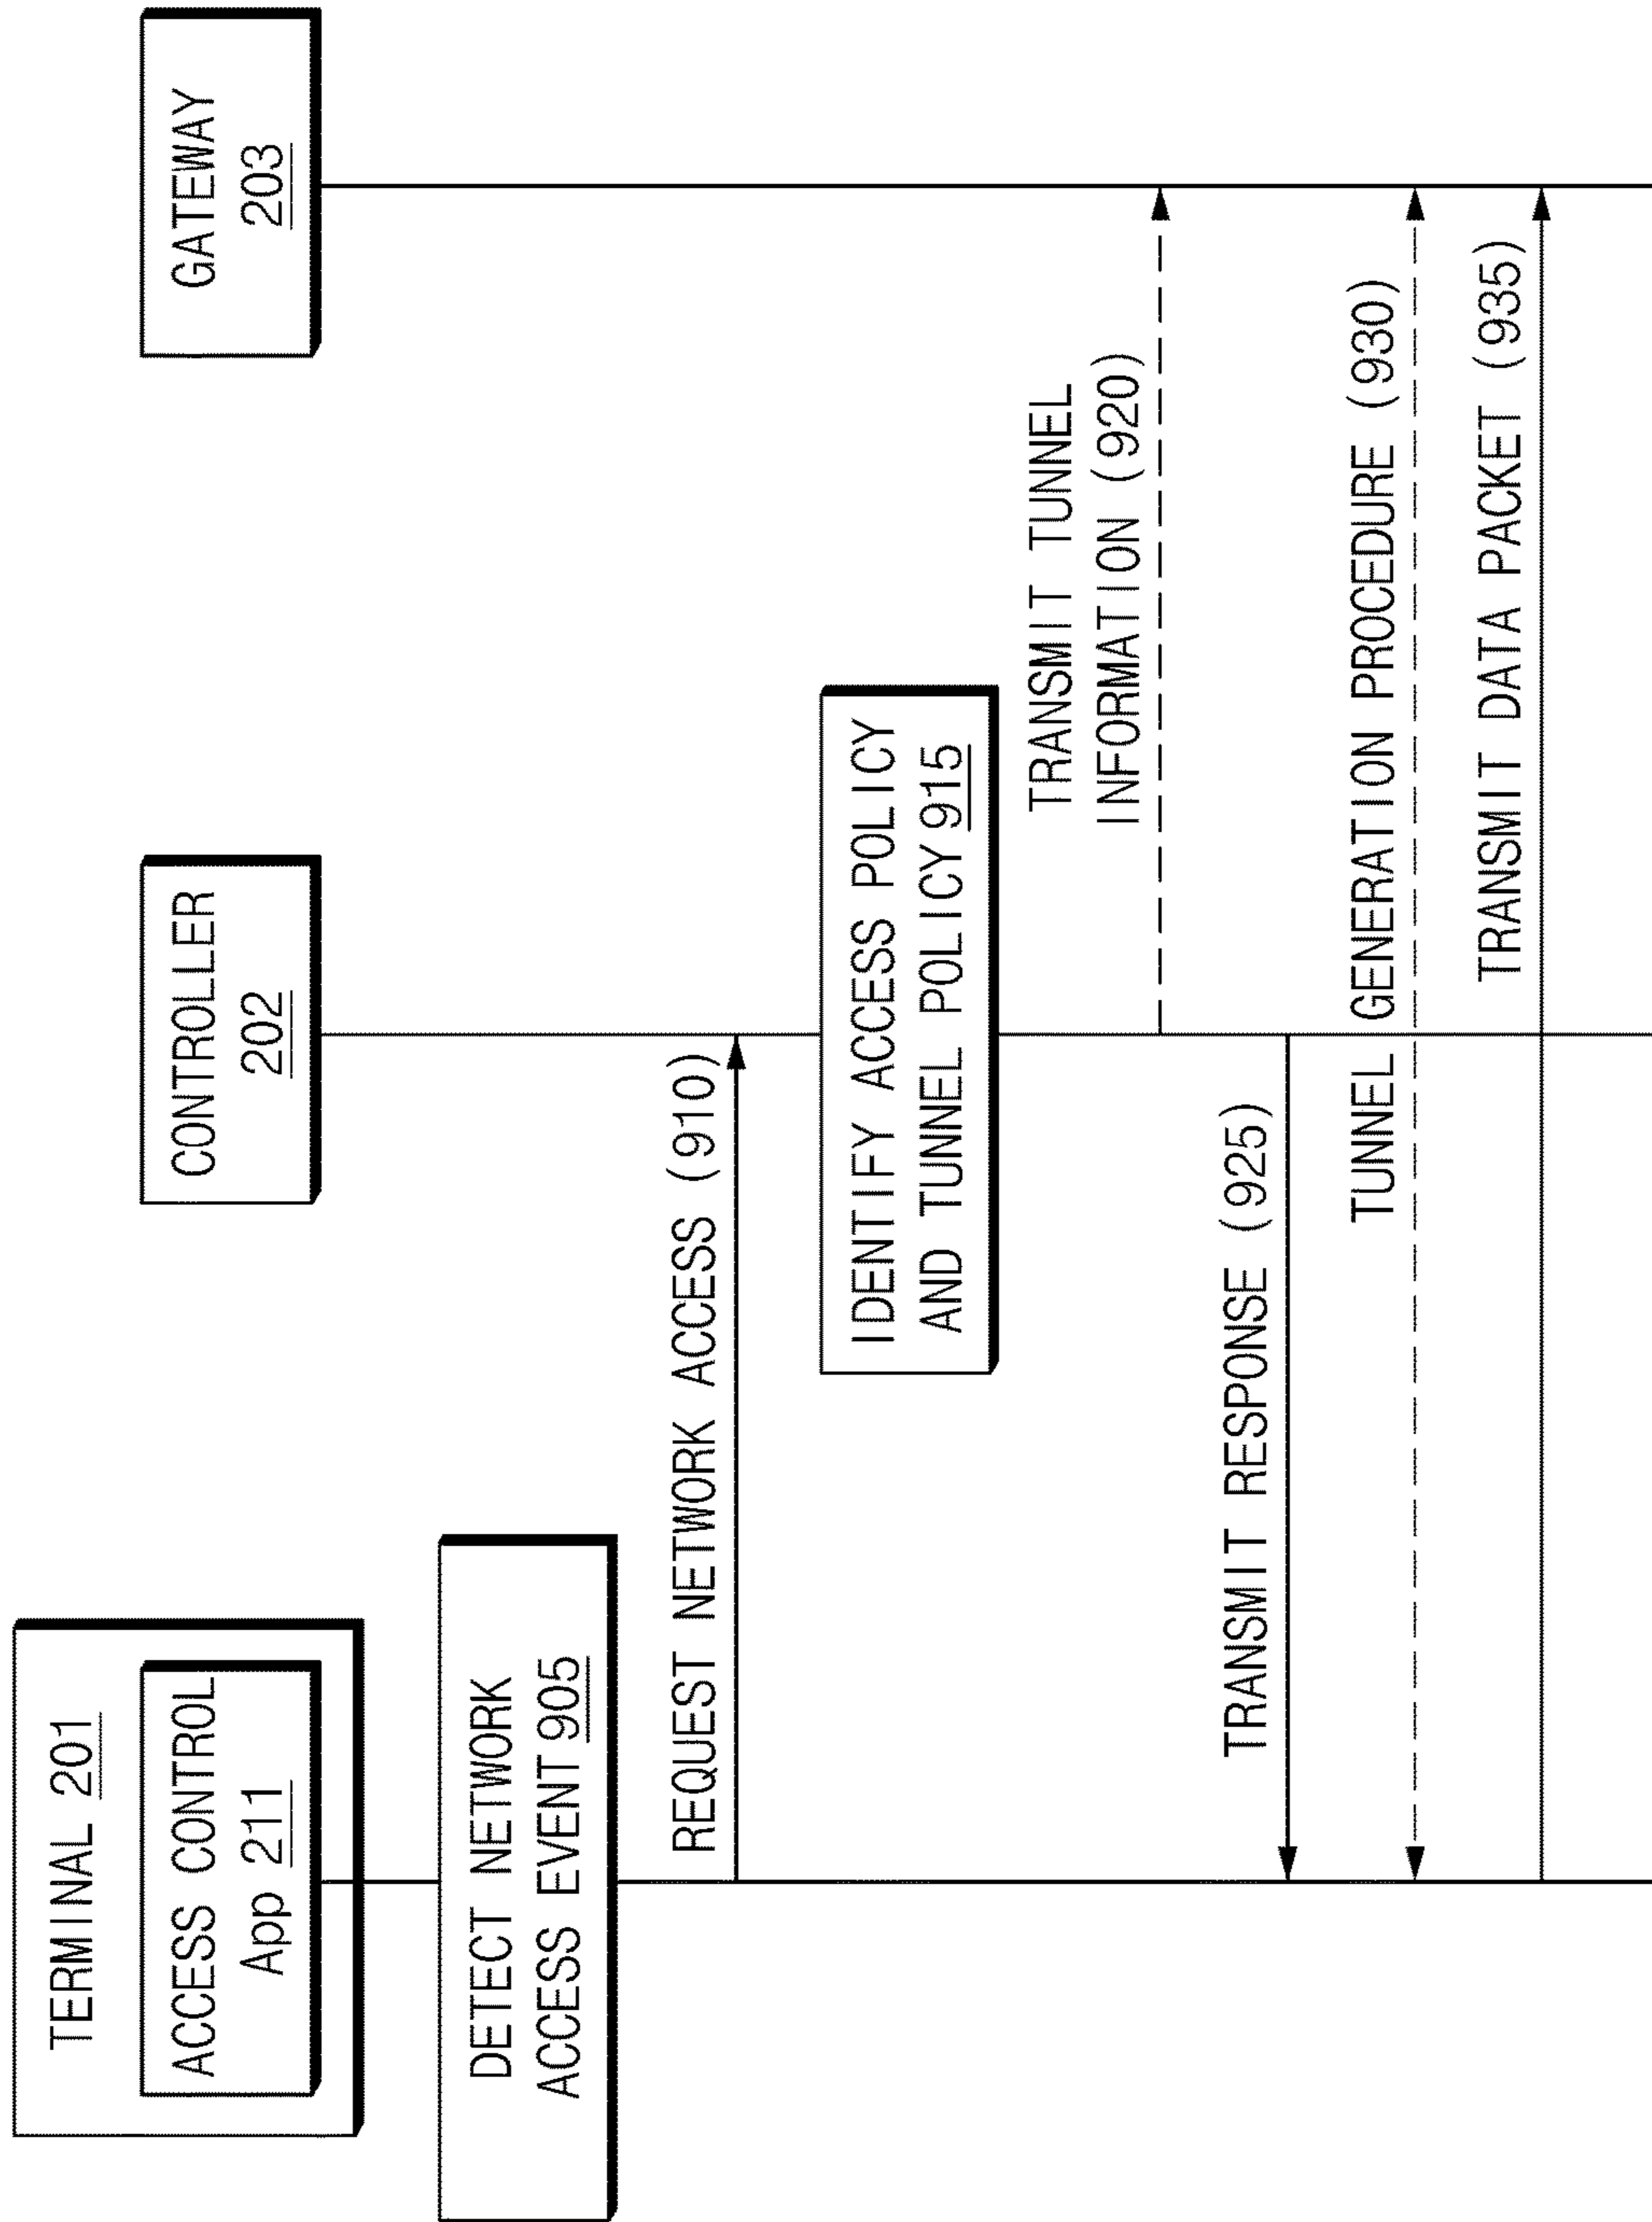 TERMINAL 201
ACCESS CONTROL
App 211
CONTROLLER
202
GATEWAY
203
DETECT NETWORK
ACCESS EVENT 905
REQUEST NETWORK ACCESS (910)
IDENTIFY ACCESS POLICY
AND TUNNEL POLICY 915
TRANSMIT TUNNEL
INFORMATION (920)
TRANSMIT RESPONSE (925)
TUNNEL GENERATION PROCEDURE (930)
TRANSMIT DATA PACKET (935)